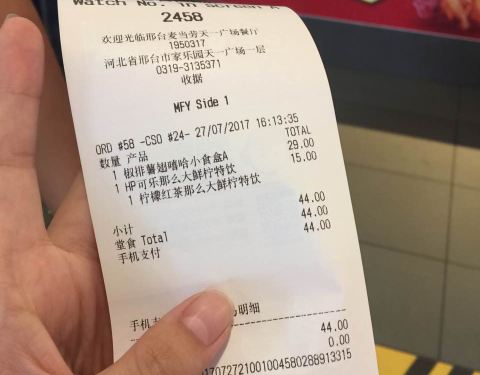 Watch No. in screen
2458
欢迎光临邢台麦当劳天一广场餐厅
1950317
河北省邢台市家乐园天一广场一层
0319-3135371
收据
MFY Side 1
ORD #58 -CSO #24- 27/07/2017 16:13:35
数量 产品 TOTAL
1 椒排薯翅嘻哈小食盒A 29.00
1 HP可乐那么大鲜柠特饮 15.00
1 柠檬红茶那么大鲜柠特饮
小计 44.00
堂食 Total 44.00
手机支付 44.00
手机支 明细
44.00
0.00
17072721001004580288913315